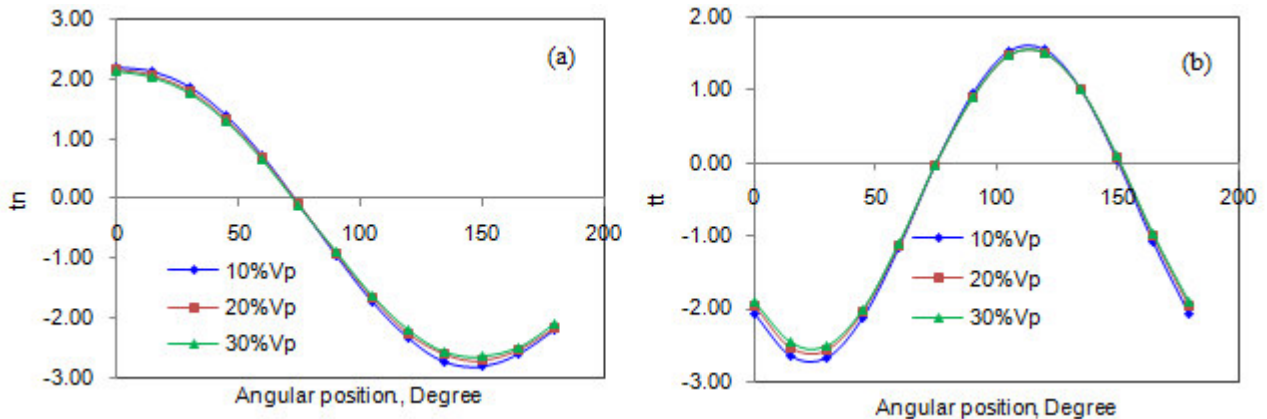 3.00
2.00
1.00
0.00
-1.00
-2.00
-3.00
tn
0 50 100 150 200
(a)
10%Vp
20%Vp
30%Vp
Angular position., Degree
2.00
1.00
0.00
-1.00
-2.00
-3.00
tt
0 50 100 150 200
(b)
10%Vp
20%Vp
30%Vp
Angular position, Degree